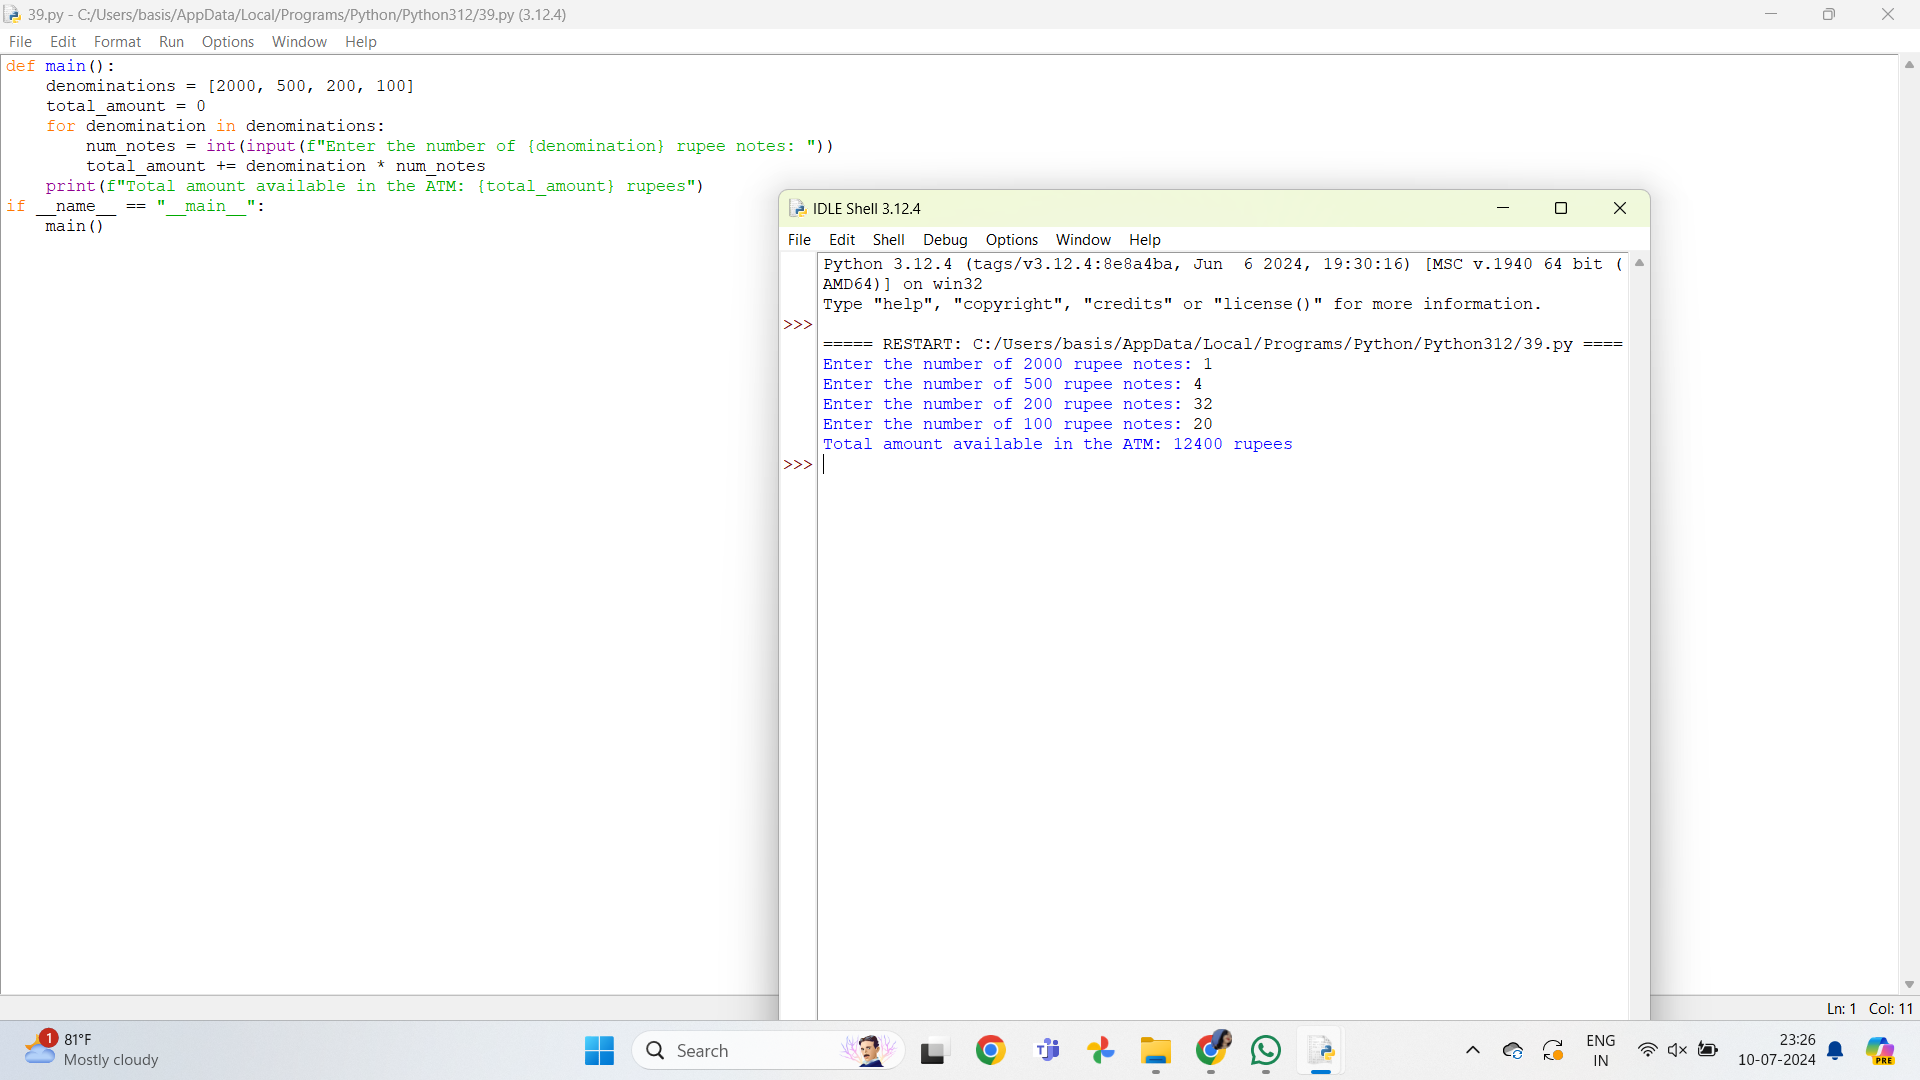 39.py - C:/Users/basis/AppData/Local/Programs/Python/Python312/39.py (3.12.4)
File Edit Format Run Options Window Help
def main():
    denominations = [2000, 500, 200, 100]
    total_amount = 0
    for denomination in denominations:
        num_notes = int(input(f"Enter the number of {denomination} rupee notes: "))
        total_amount += denomination * num_notes
    print(f"Total amount available in the ATM: {total_amount} rupees")
if __name__ == "__main__":
    main()
IDLE Shell 3.12.4
File Edit Shell Debug Options Window Help
Python 3.12.4 (tags/v3.12.4:8e8a4ba, Jun  6 2024, 19:30:16) [MSC v.1940 64 bit (
AMD64)] on win32
Type "help", "copyright", "credits" or "license()" for more information.
>>>
===== RESTART: C:/Users/basis/AppData/Local/Programs/Python/Python312/39.py ====
Enter the number of 2000 rupee notes: 1
Enter the number of 500 rupee notes: 4
Enter the number of 200 rupee notes: 32
Enter the number of 100 rupee notes: 20
Total amount available in the ATM: 12400 rupees
>>>
Ln: 1 Col: 11
1
81°F
Mostly cloudy
Search
ENG
IN
23:26
10-07-2024
PRE